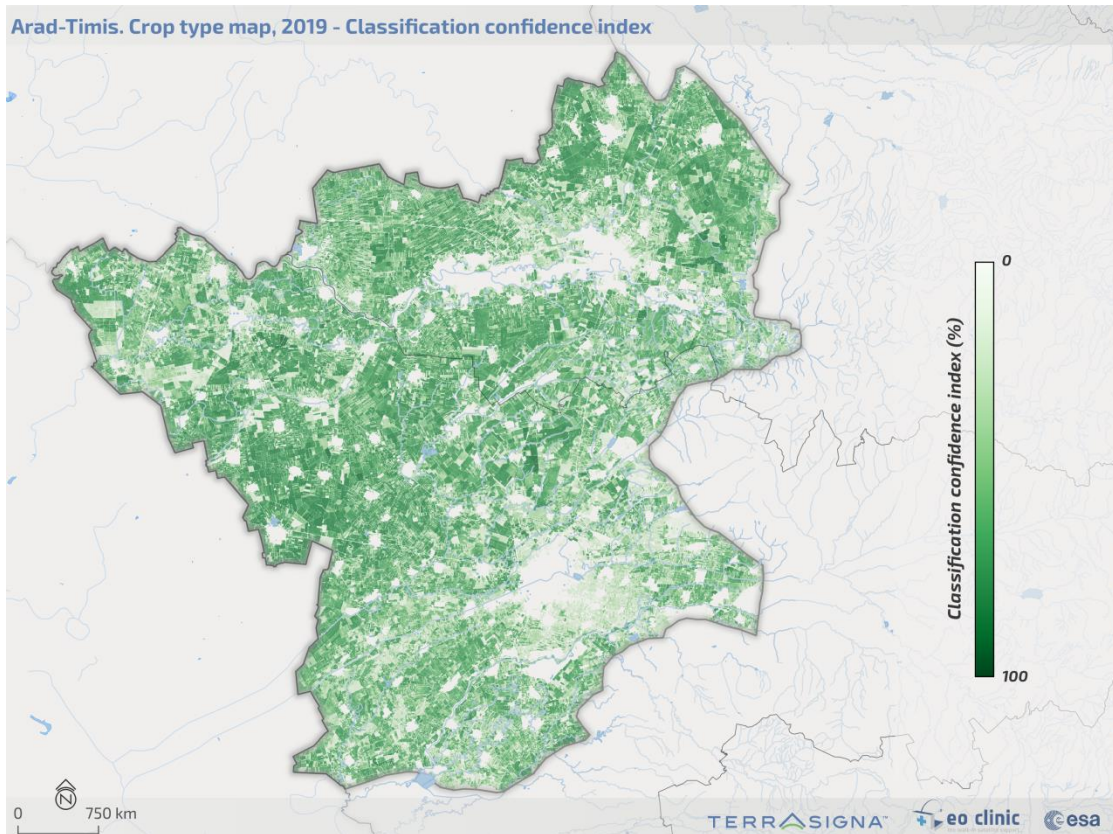 Arad-Timis. Crop type map, 2019 - Classification confidence index
0
Classification confidence index (%)
100
N
0 750 km
TERRASIGNA™
eo clinic
esa